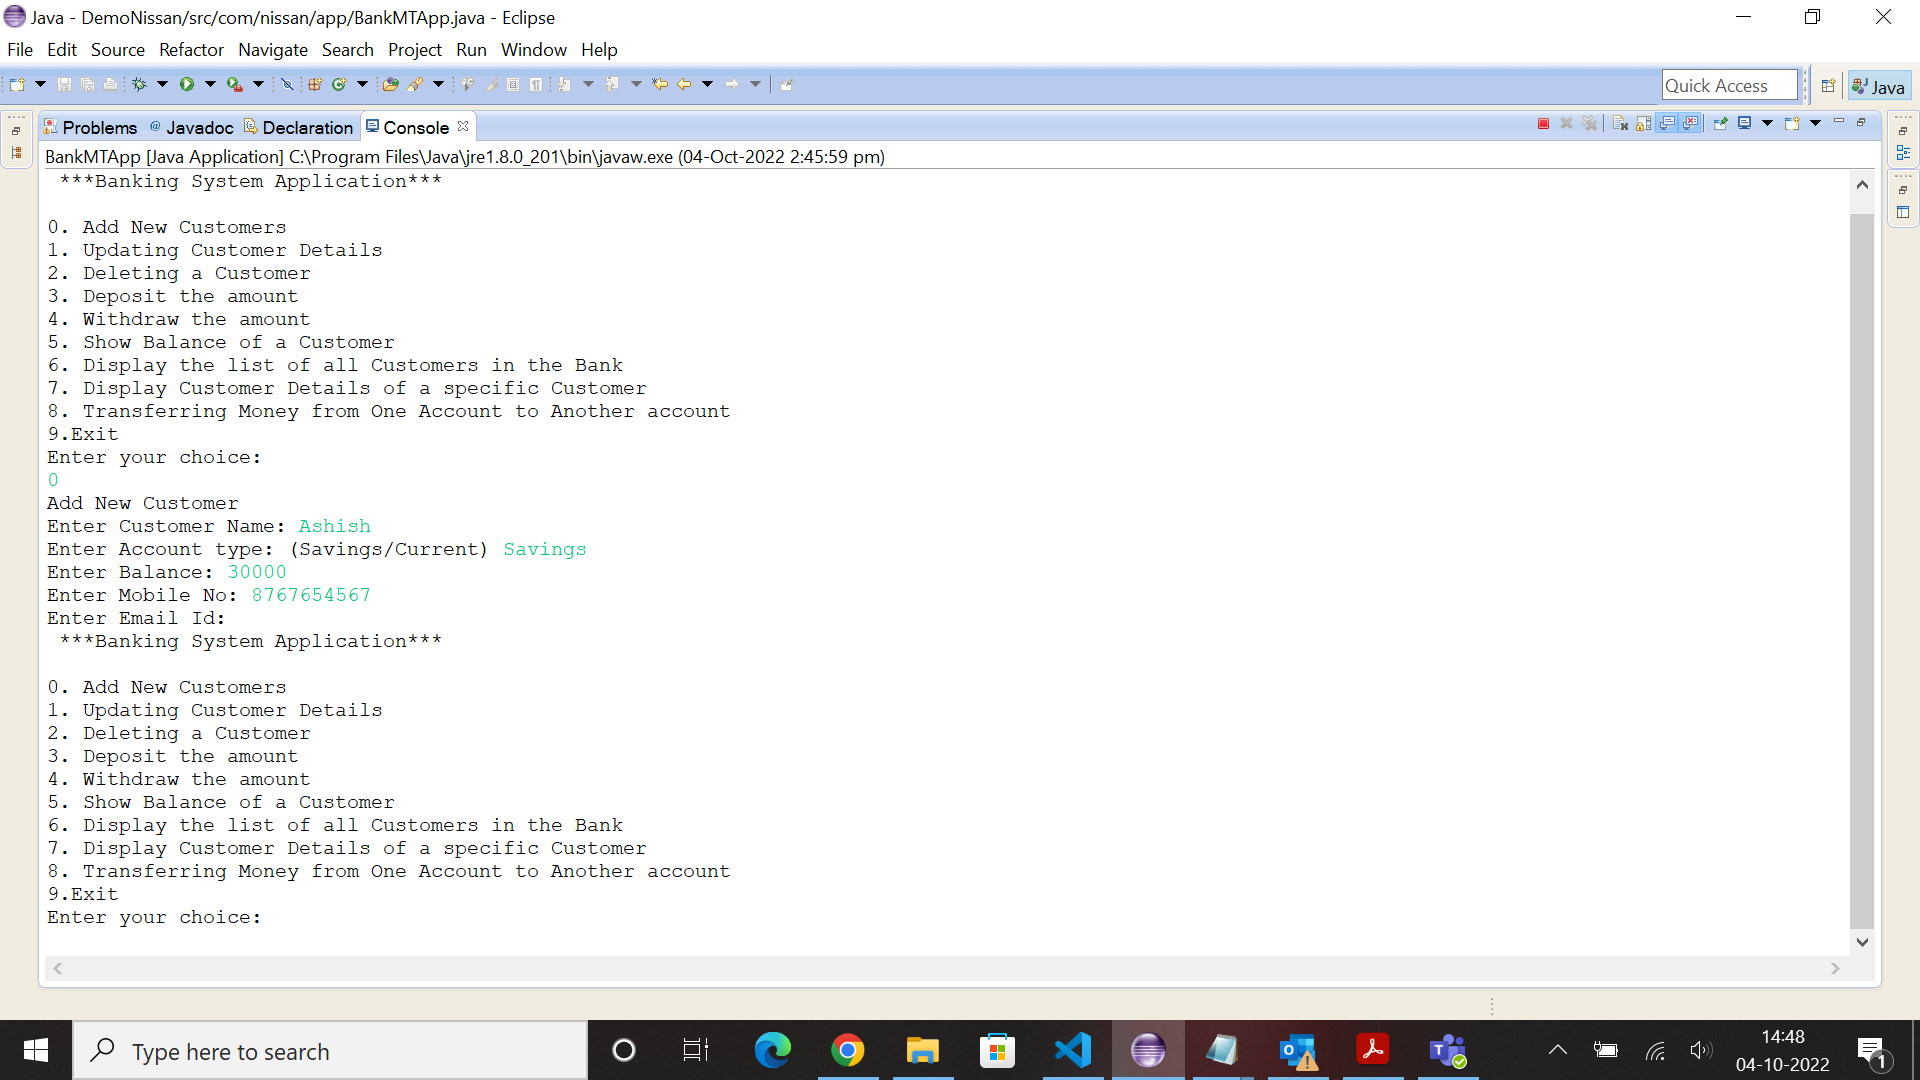 Java - DemoNissan/src/com/nissan/app/BankMTApp.java - Eclipse
File Edit Source Refactor Navigate Search Project Run Window Help
Quick Access
Java
Problems @ Javadoc Declaration Console
BankMTApp [Java Application] C:\Program Files\Java\jre1.8.0_201\bin\javaw.exe (04-Oct-2022 2:45:59 pm)
***Banking System Application***
0. Add New Customers
1. Updating Customer Details
2. Deleting a Customer
3. Deposit the amount
4. Withdraw the amount
5. Show Balance of a Customer
6. Display the list of all Customers in the Bank
7. Display Customer Details of a specific Customer
8. Transferring Money from One Account to Another account
9.Exit
Enter your choice:
0
Add New Customer
Enter Customer Name: Ashish
Enter Account type: (Savings/Current) Savings
Enter Balance: 30000
Enter Mobile No: 8767654567
Enter Email Id:
***Banking System Application***
0. Add New Customers
1. Updating Customer Details
2. Deleting a Customer
3. Deposit the amount
4. Withdraw the amount
5. Show Balance of a Customer
6. Display the list of all Customers in the Bank
7. Display Customer Details of a specific Customer
8. Transferring Money from One Account to Another account
9.Exit
Enter your choice:
Type here to search
14:48
04-10-2022
1